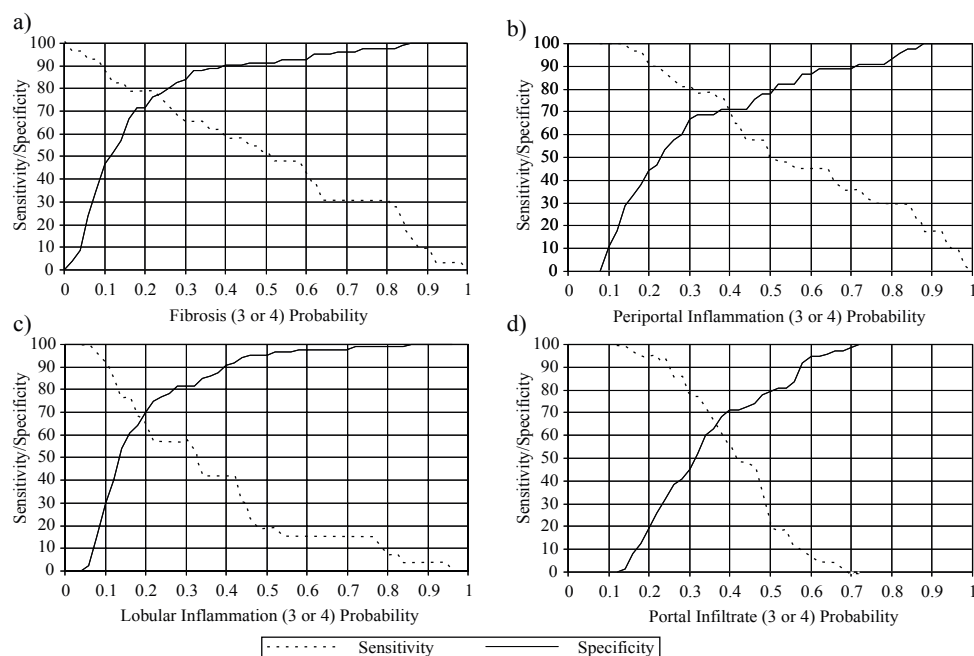 a)
100
90
80
70
60
50
40
30
20
10
0
Sensitivity/Specificity
0 0.1 0.2 0.3 0.4 0.5 0.6 0.7 0.8 0.9 1
Fibrosis (3 or 4) Probability
b)
100
90
80
70
60
50
40
30
20
10
0
Sensitivity/Specificity
0 0.1 0.2 0.3 0.4 0.5 0.6 0.7 0.8 0.9 1
Periportal Inflammation (3 or 4) Probability
c)
100
90
80
70
60
50
40
30
20
10
0
Sensitivity/Specificity
0 0.1 0.2 0.3 0.4 0.5 0.6 0.7 0.8 0.9 1
Lobular Inflammation (3 or 4) Probability
d)
100
90
80
70
60
50
40
30
20
10
0
Sensitivity/Specificity
0 0.1 0.2 0.3 0.4 0.5 0.6 0.7 0.8 0.9 1
Portal Infiltrate (3 or 4) Probability
Sensitivity Specificity